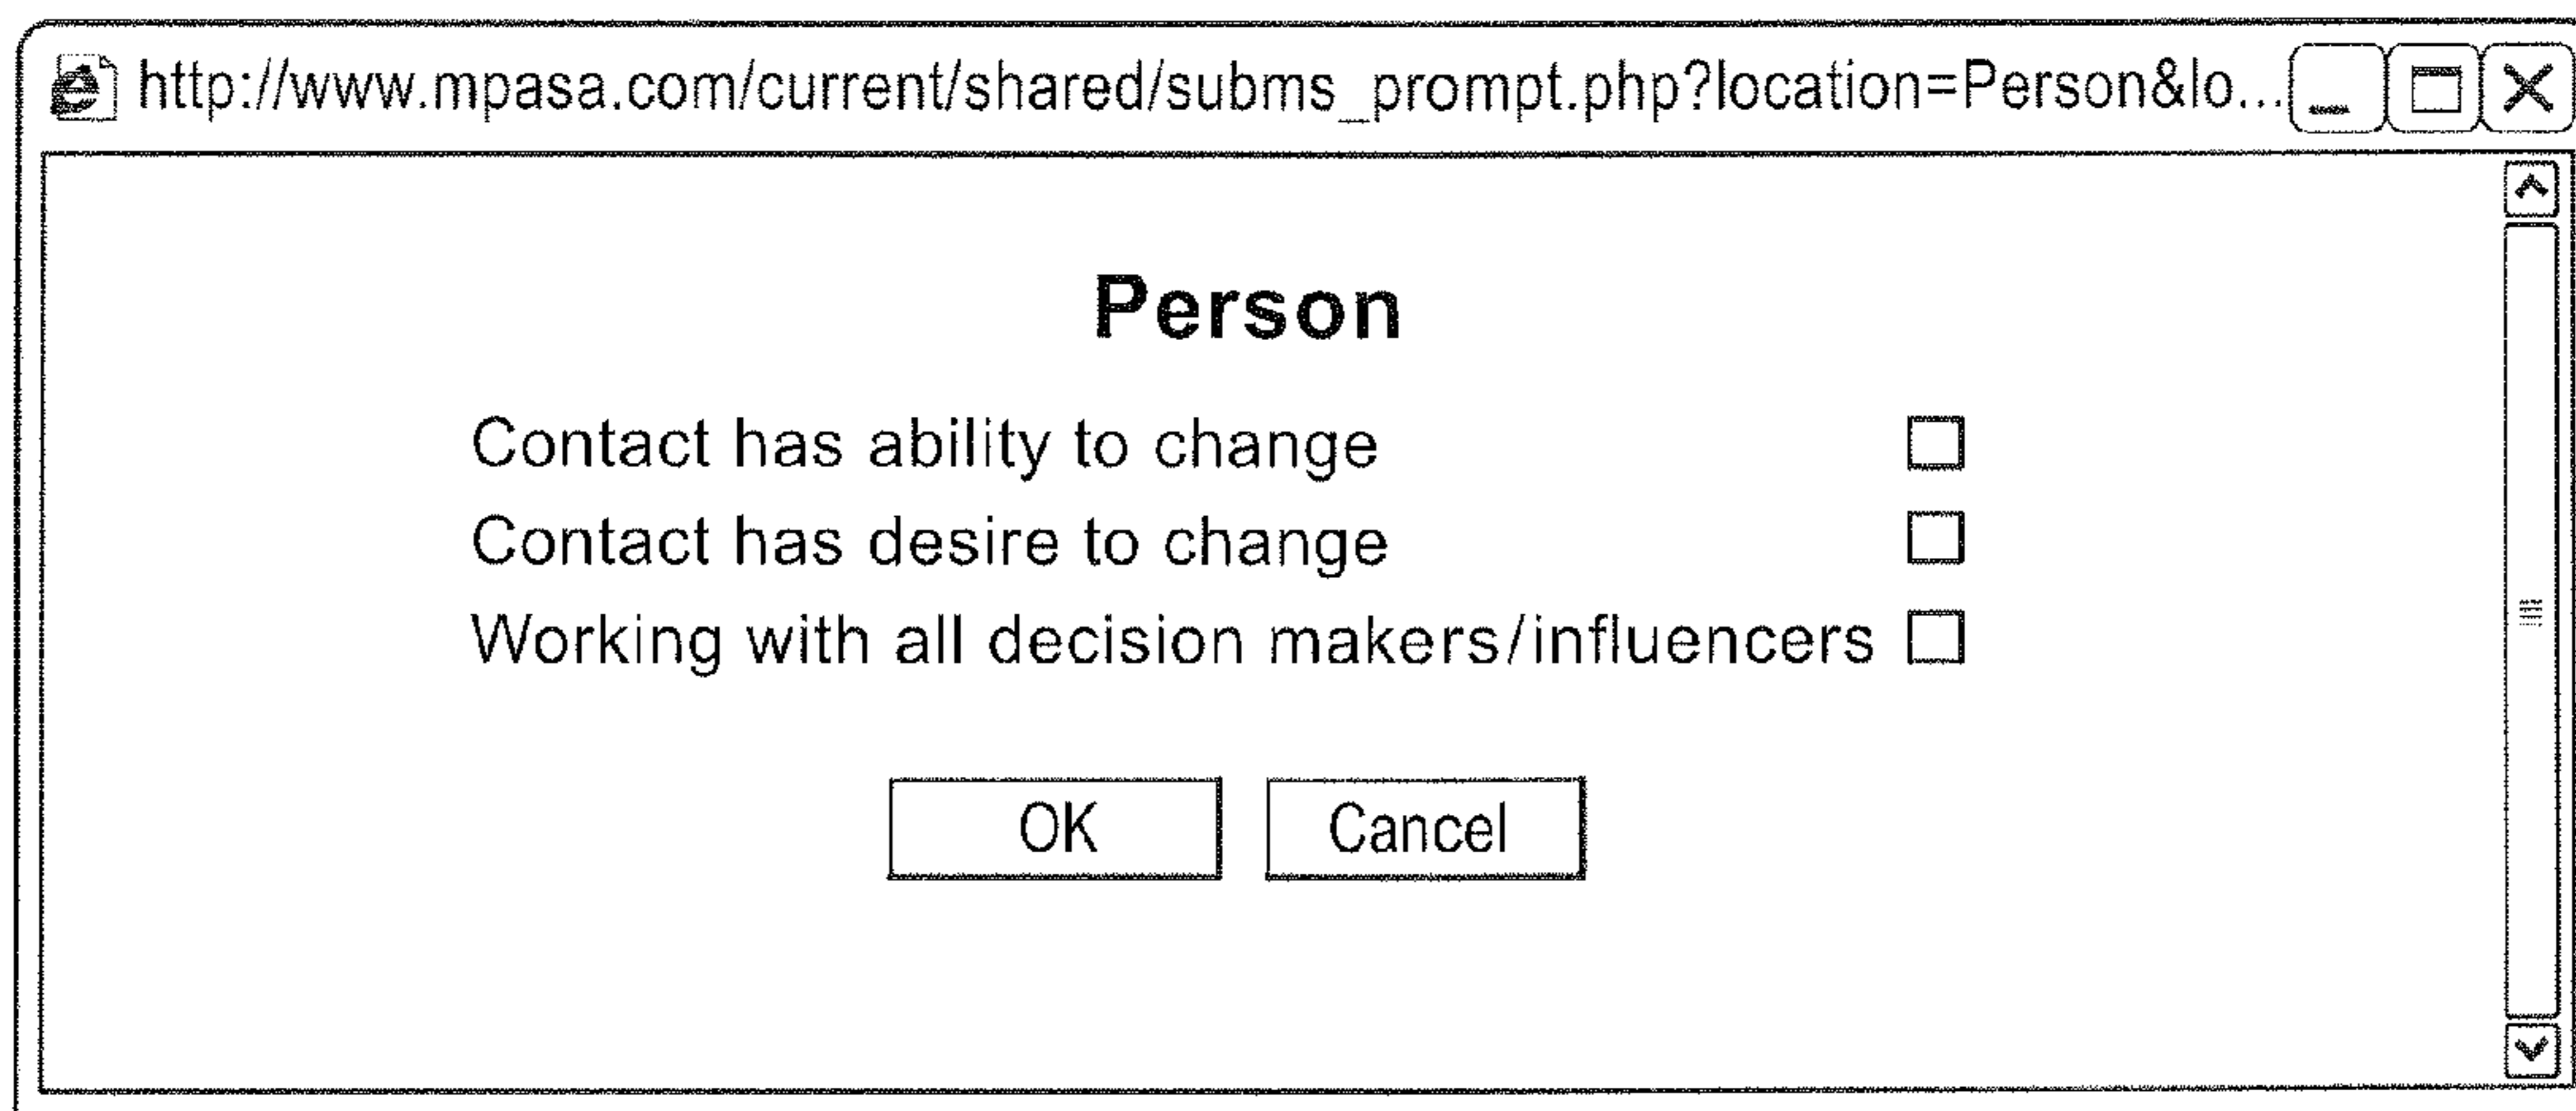 http://www.mpasa.com/current/shared/subms_prompt.php?location=Person&lo...
Person
Contact has ability to change
Contact has desire to change
Working with all decision makers/influencers
OK Cancel